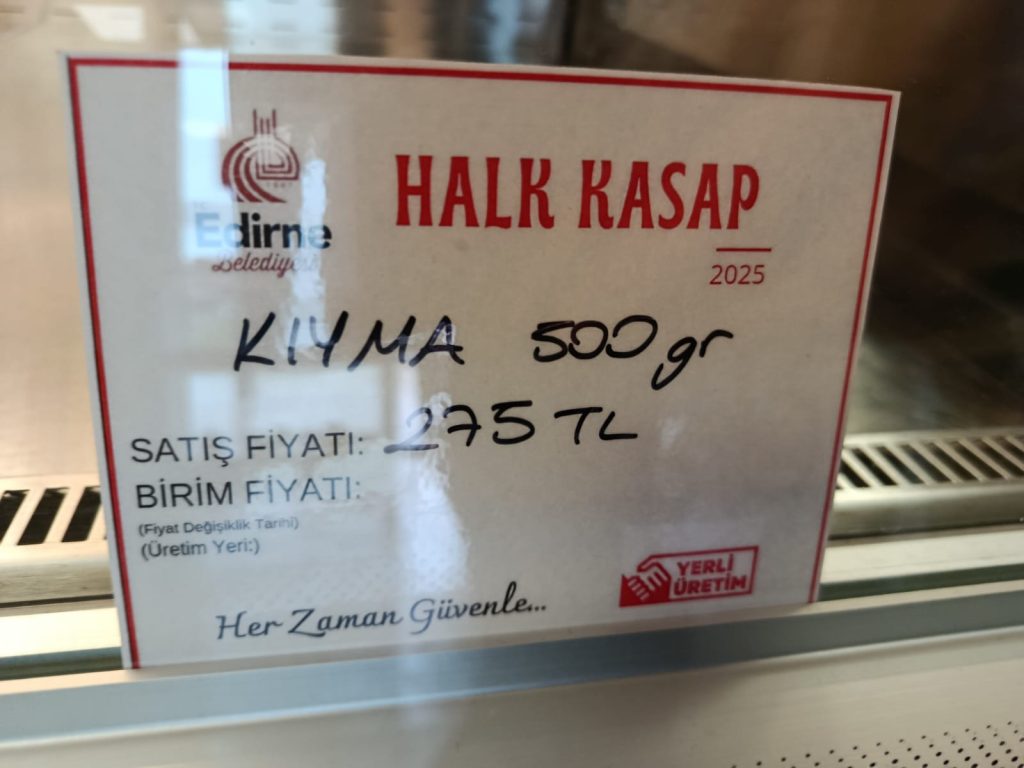 HALK KASAP
2025
T.C.
Edirne
Belediyesi
KIYMA 500gr
SATIŞ FİYATI: 275 TL
BİRİM FİYATI:
(Fiyat Değişiklik Tarihi)
(Üretim Yeri:)
Her Zaman Güvenle...
YERLİ
ÜRETİM